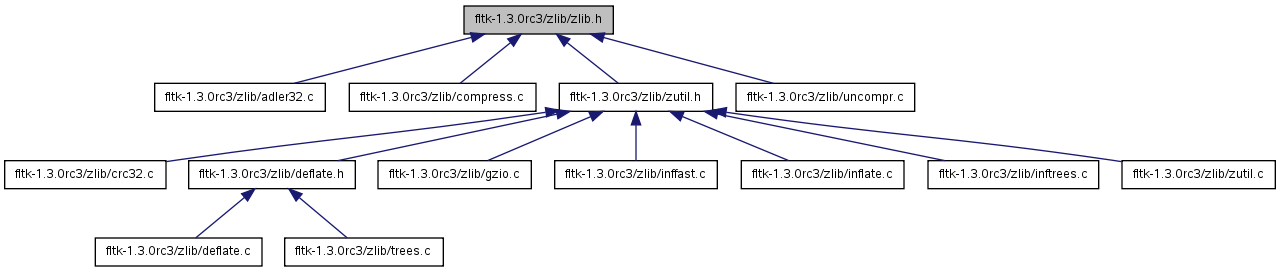 fltk-1.3.0rc3/zlib/zlib.h
fltk-1.3.0rc3/zlib/adler32.c
fltk-1.3.0rc3/zlib/compress.c
fltk-1.3.0rc3/zlib/zutil.h
fltk-1.3.0rc3/zlib/uncompr.c
fltk-1.3.0rc3/zlib/crc32.c
fltk-1.3.0rc3/zlib/deflate.h
fltk-1.3.0rc3/zlib/gzio.c
fltk-1.3.0rc3/zlib/inffast.c
fltk-1.3.0rc3/zlib/inflate.c
fltk-1.3.0rc3/zlib/inftrees.c
fltk-1.3.0rc3/zlib/zutil.c
fltk-1.3.0rc3/zlib/deflate.c
fltk-1.3.0rc3/zlib/trees.c